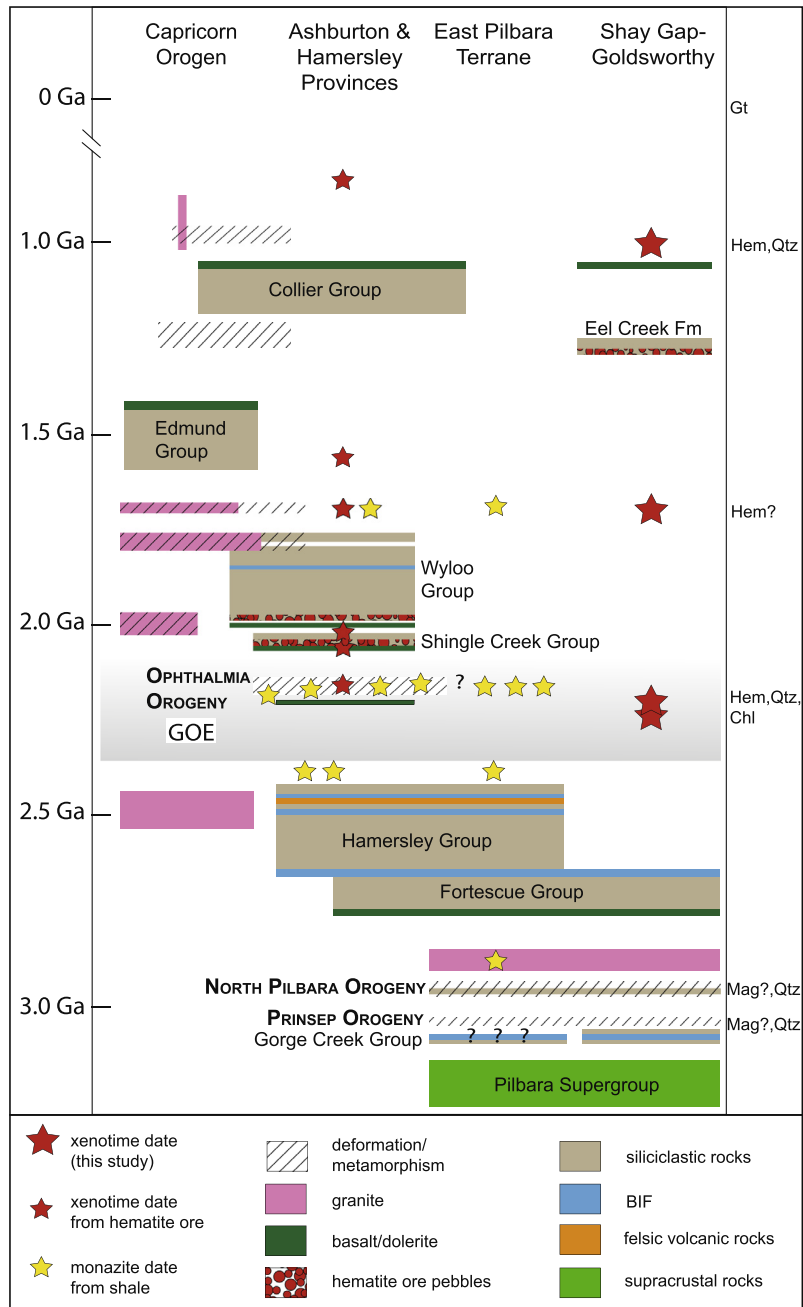 Capricorn
Orogen
Ashburton &
Hamersley
Provinces
East Pilbara
Terrane
Shay Gap-
Goldsworthy
0 Ga
Gt
1.0 Ga
Hem,Qtz
Collier Group
Eel Creek Fm
1.5 Ga
Edmund
Group
Hem?
Wyloo
Group
2.0 Ga
Shingle Creek Group
OPHTHALMIA
OROGENY
?
GOE
Hem,Qtz,
Chl
2.5 Ga
Hamersley Group
Fortescue Group
NORTH PILBARA OROGENY
Mag?,Qtz
3.0 Ga
PRINSEP OROGENY
Mag?,Qtz
Gorge Creek Group
? ? ?
Pilbara Supergroup
xenotime date
(this study)
xenotime date
from hematite ore
monazite date
from shale
deformation/
metamorphism
granite
basalt/dolerite
hematite ore pebbles
siliciclastic rocks
BIF
felsic volcanic rocks
supracrustal rocks